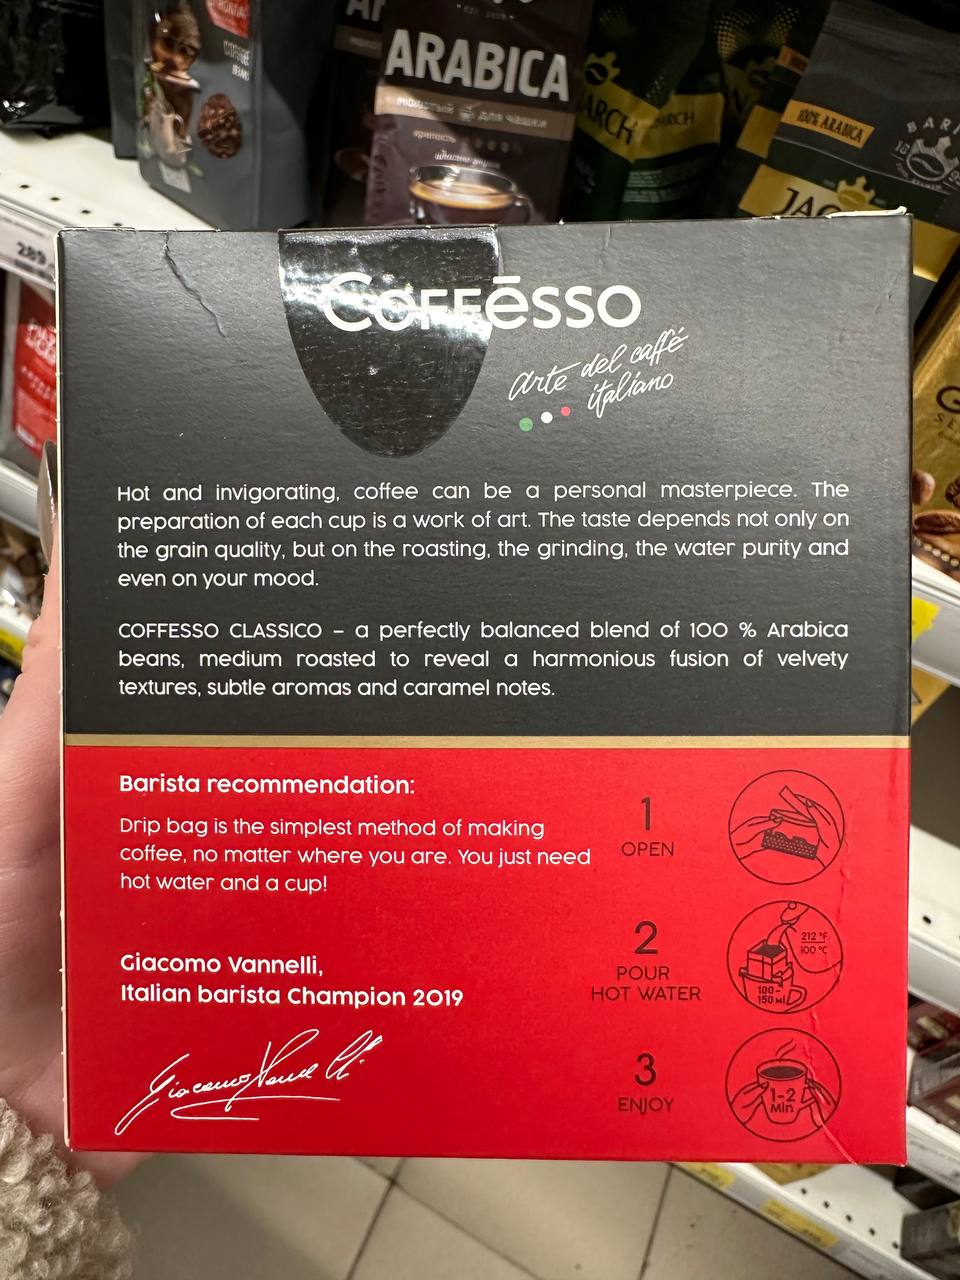 ARABICA
для чашки
100% ARABICA
289
COFFĒSSO
arte del caffé
italiano
Hot and invigorating, coffee can be a personal masterpiece. The
preparation of each cup is a work of art. The taste depends not only on
the grain quality, but on the roasting, the grinding, the water purity and
even on your mood.
COFFESSO CLASSICO – a perfectly balanced blend of 100 % Arabica
beans, medium roasted to reveal a harmonious fusion of velvety
textures, subtle aromas and caramel notes.
Barista recommendation:
Drip bag is the simplest method of making
coffee, no matter where you are. You just need
hot water and a cup!
Giacomo Vannelli,
Italian barista Champion 2019
1
OPEN
2
POUR
HOT WATER
212 °F
100 °C
100-
150 мл
3
ENJOY
1-2
Min